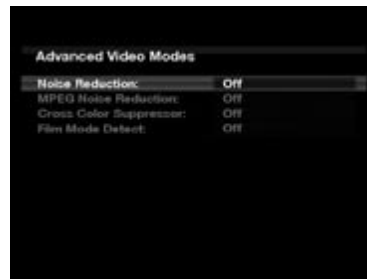 Advanced Video Modes
Noise Reduction: Off
MPEG Noise Reduction: Off
Cross Color Suppressor: Off
Film Mode Detect: Off